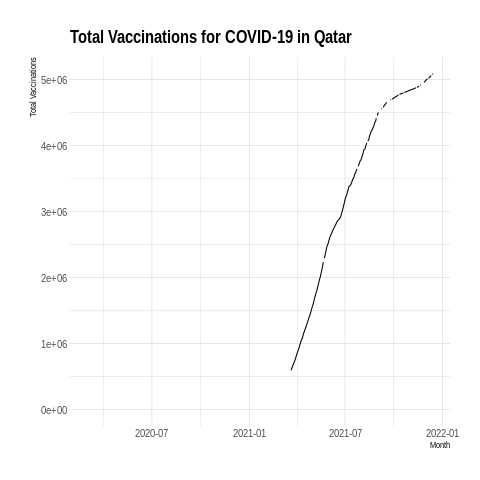 Total Vaccinations for COVID-19 in Qatar
Total Vaccinations
5e+06
4e+06
3e+06
2e+06
1e+06
0e+00
2020-07 2021-01 2021-07 2022-01
Month